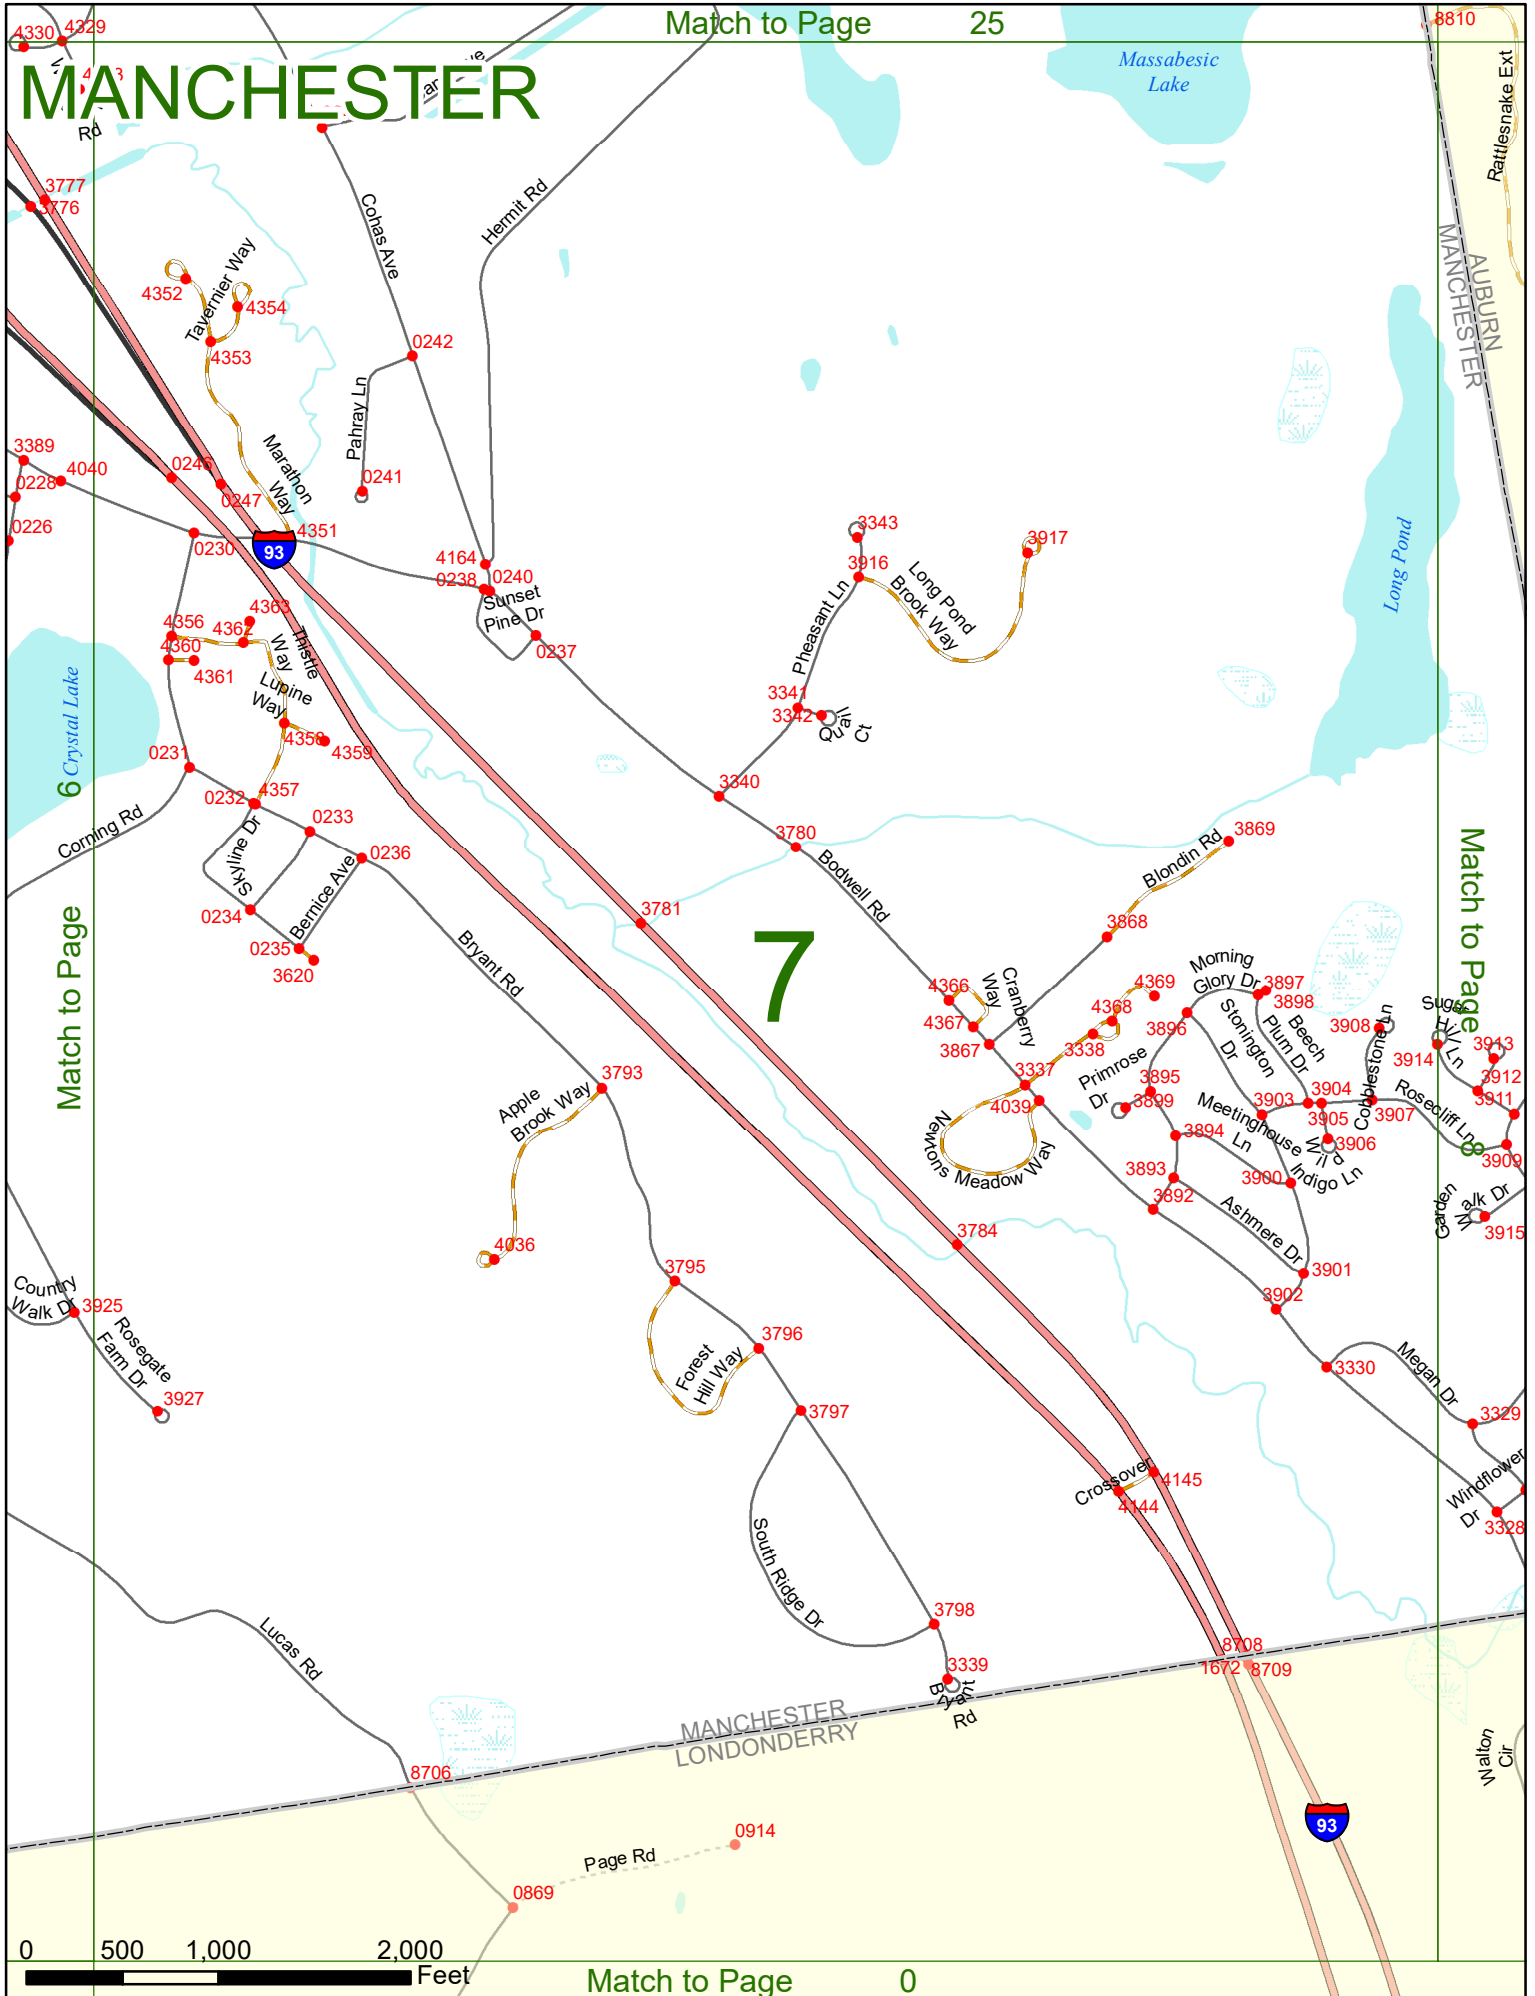 Match to Page 25
4330
4329
8810
MANCHESTER
Rd
Massabesic
Lake
Rattlesnake Ext
3777
3776
Cohas Ave
Hermit Rd
AUBURN
MANCHESTER
4352
Tavernier Way
4354
4353
0242
Pahray Ln
3389
4040
0228
0226
0246
0247
Marathon
Way
0241
0230
93
4351
4164
0238
0240
Sunset
Pine Dr
0237
3343
3916
3917
Long Pond
Brook Way
Pheasant Ln
Long Pond
4356
4363
4362
4360
4361
Thistle
Way
Lupine
Way
4358
4359
3341
3342
Quail
Ct
Crystal Lake
0231
0232
4357
0233
0236
3340
3780
Bodwell Rd
Blondin Rd
3869
Corning Rd
Skyline Dr
Bernice Ave
0234
0235
3620
Match to Page 6
Match to Page 8
Bryant Rd
3781
7
3868
4366
Cranberry
Way
4367
3867
4369
4368
3338
Morning
Glory Dr
3897
3898
3896
Stonington
Dr
Beech
Plum Dr
3908
Cobblestone Ln
Sugar
Hill Ln
3914
3913
3912
3911
3793
Apple
Brook Way
3337
4039
Primrose
Dr
3895
3899
3903
3904
3905
3907
Rosecliff Ln
3909
Newtons Meadow Way
Meetinghouse
Ln
3894
3906
Wild
Indigo Ln
3893
3892
3900
Ashmere Dr
Garden
Walk Dr
3915
3784
4036
3795
3901
3902
Country
Walk Dr
3925
Rosegate
Farm Dr
3927
3796
Forest
Hill Way
3797
3330
Megan Dr
3329
Windflower
Dr
3328
Crossover
4145
4144
South Ridge Dr
Lucas Rd
3798
3339
Bryant
Rd
8708
1672
8709
MANCHESTER
LONDONDERRY
Walton
Cir
8706
0914
Page Rd
0869
93
0 500 1,000 2,000
Feet
Match to Page 0